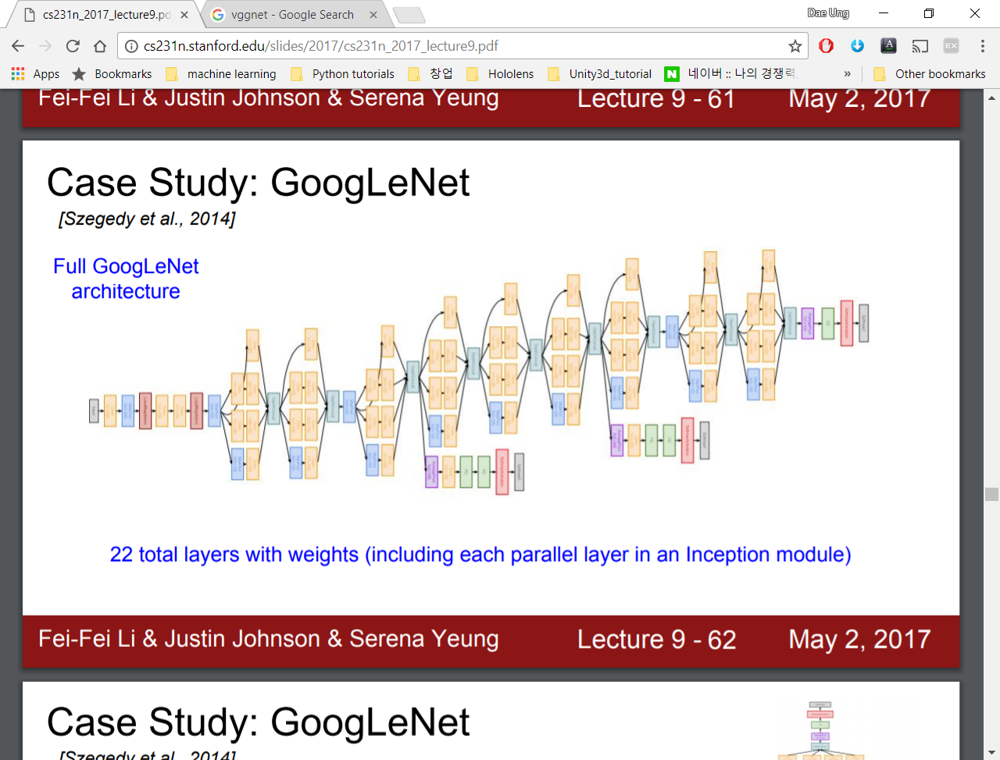 cs231n_2017_lecture9.pd
vggnet - Google Search
Dae Ung
cs231n.stanford.edu/slides/2017/cs231n_2017_lecture9.pdf
Apps
Bookmarks
machine learning
Python tutorials
창업
Hololens
Unity3d_tutorial
네이버 :: 나의 경쟁력
»
Other bookmarks
Fei-Fei Li & Justin Johnson & Serena Yeung Lecture 9 - 61 May 2, 2017
Case Study: GoogLeNet
[Szegedy et al., 2014]
Full GoogLeNet
architecture
22 total layers with weights (including each parallel layer in an Inception module)
Fei-Fei Li & Justin Johnson & Serena Yeung Lecture 9 - 62 May 2, 2017
Case Study: GoogLeNet
[Szegedy et al., 2014]